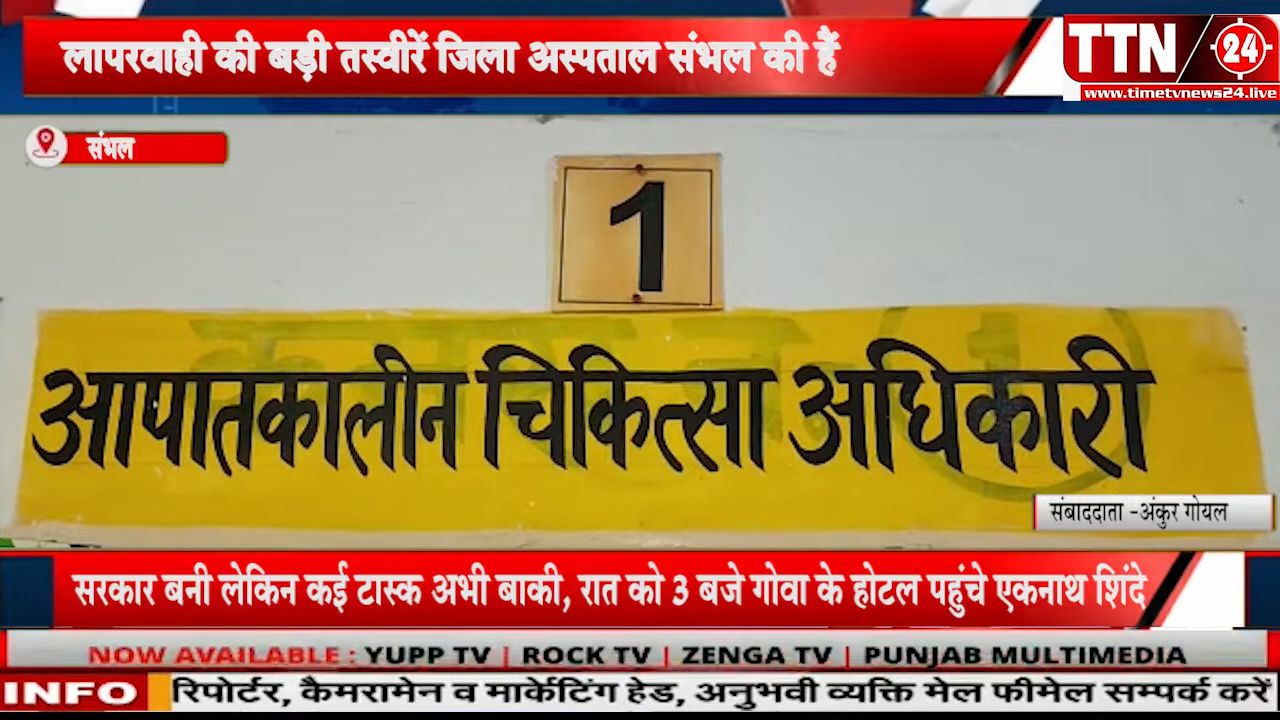 लापरवाही की बड़ी तस्वीरें जिला अस्पताल संभल की हैं
TTN 24
www.timetvnews24.live
संभल
1
आपातकालीन चिकित्सा अधिकारी
संबाददाता -अंकुर गोयल
सरकार बनी लेकिन कई टास्क अभी बाकी, रात को 3 बजे गोवा के होटल पहुंचे एकनाथ शिंदे
NOW AVAILABLE : YUPP TV | ROCK TV | ZENGA TV | PUNJAB MULTIMEDIA
INFO रिपोर्टर, कैमरामेन व मार्केटिंग हेड, अनुभवी व्यक्ति मेल फीमेल सम्पर्क करें